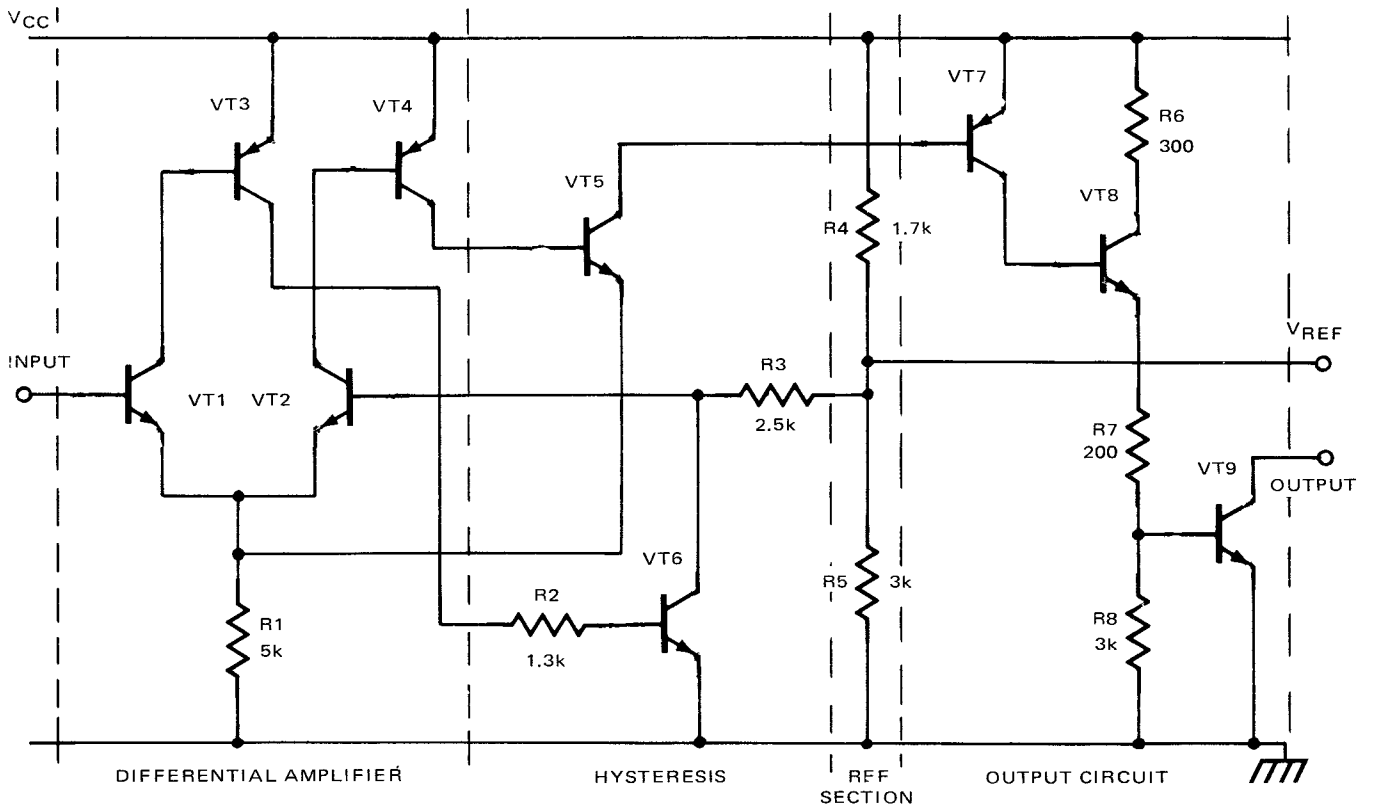 VCC
VT3
VT4
VT5
VT7
R6
300
VT8
R4
1.7k
INPUT
VT1
VT2
R3
2.5k
VREF
R7
200
VT9
OUTPUT
VT6
R1
5k
R2
1.3k
R5
3k
R8
3k
DIFFERENTIAL AMPLIFIER
HYSTERESIS
REF
SECTION
OUTPUT CIRCUIT